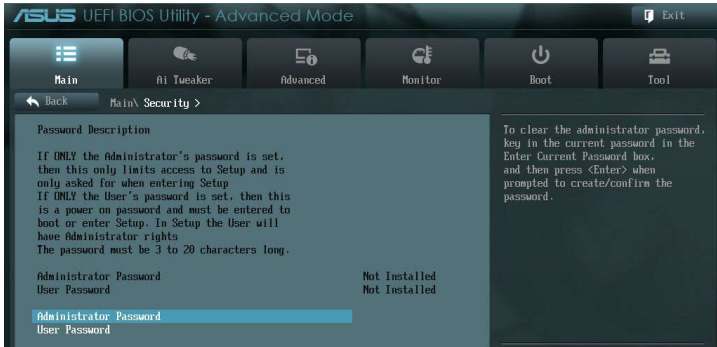 ASUS UEFI BIOS Utility - Advanced Mode
Exit
Main
Ai Tweaker
Advanced
Monitor
Boot
Tool
Back
Main\ Security >
Password Description
If ONLY the Administrator's password is set,
then this only limits access to Setup and is
only asked for when entering Setup
If ONLY the User's password is set, then this
is a power on password and must be entered to
boot or enter Setup. In Setup the User will
have Administrator rights
The password must be 3 to 20 characters long.
Administrator Password Not Installed
User Password Not Installed
Administrator Password
User Password
To clear the administrator password,
key in the current password in the
Enter Current Password box,
and then press <Enter> when
prompted to create/confirm the
password.